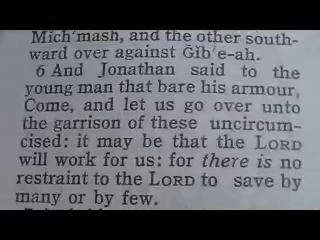 Mich′mash, and the other south-
ward over against Ḡib′e-ah.
6 And Jonathan said to the
young man that bare his armour,
Come, and let us go over unto
the garrison of these uncircum-
cised: it may be that the LORD
will work for us: for there is no
restraint to the LORD to save by
many or by few.